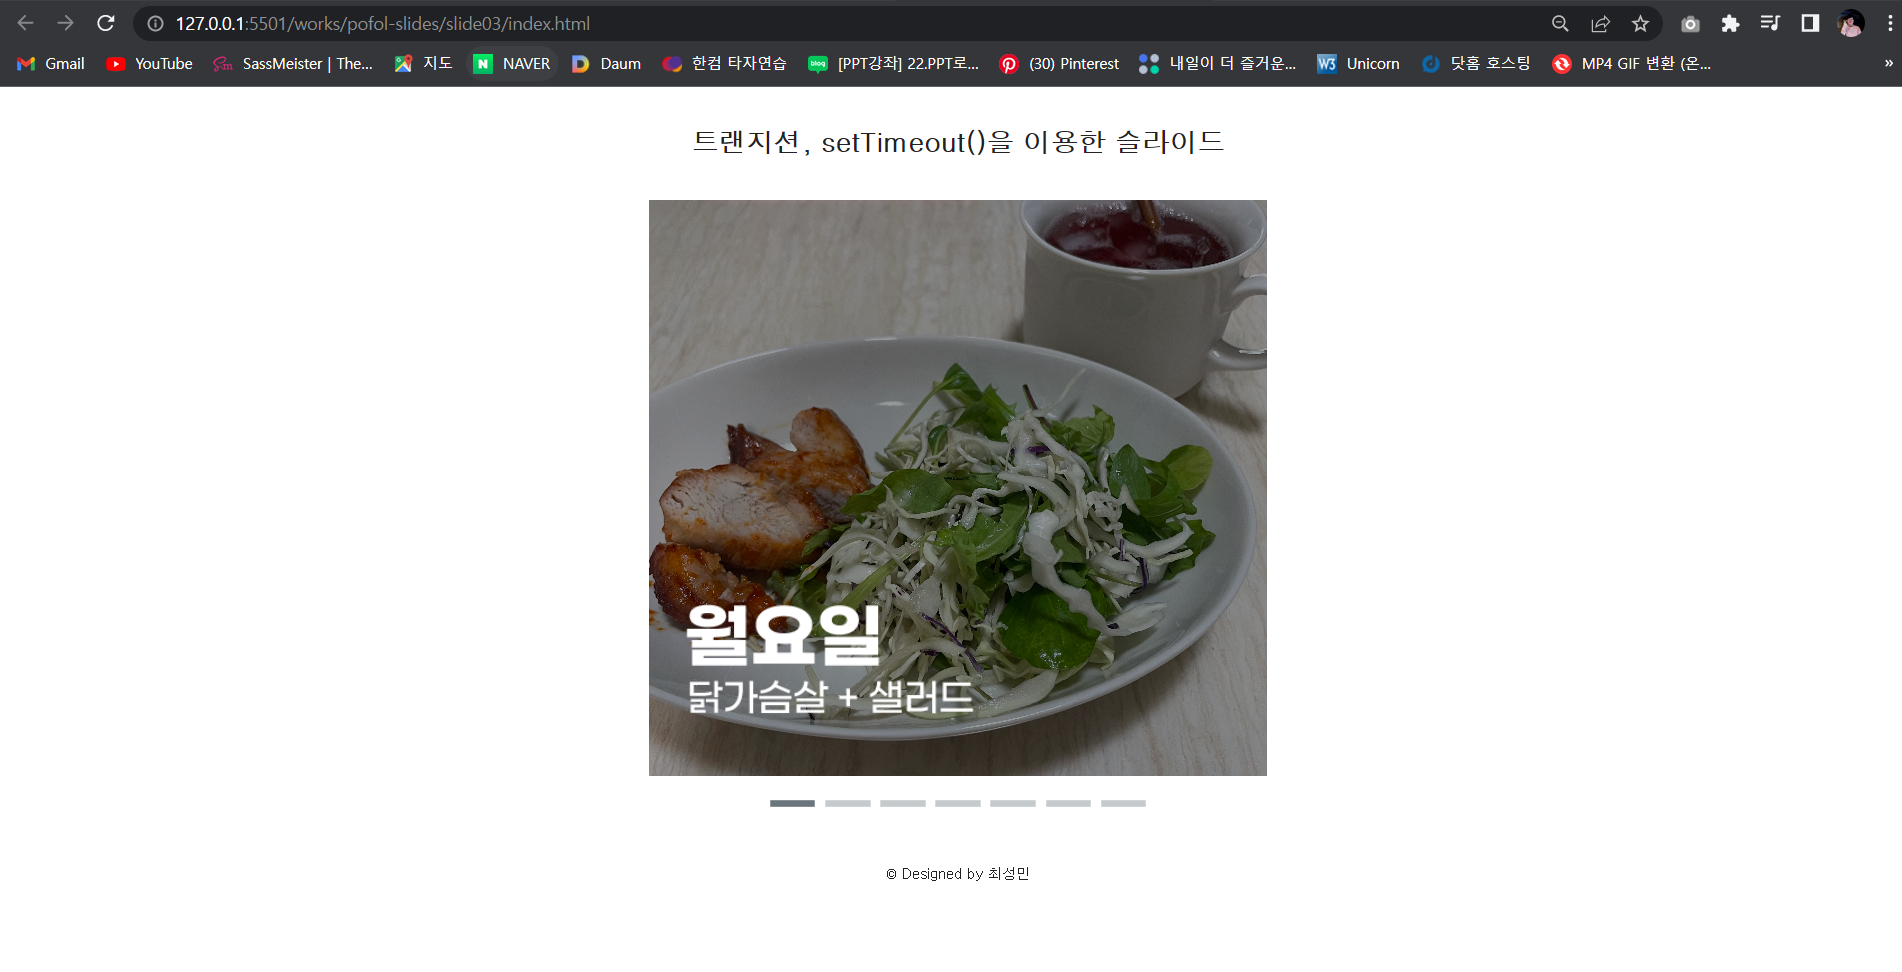 127.0.0.1:5501/works/pofol-slides/slide03/index.html
Gmail YouTube SassMeister | The... 지도 NAVER Daum 한컴 타자연습 [PPT강좌] 22.PPT로... (30) Pinterest 내일이 더 즐거운... Unicorn 닷홈 호스팅 MP4 GIF 변환 (온... »
트랜지션, setTimeout()을 이용한 슬라이드
월요일
닭가슴살 + 샐러드
© Designed by 최성민